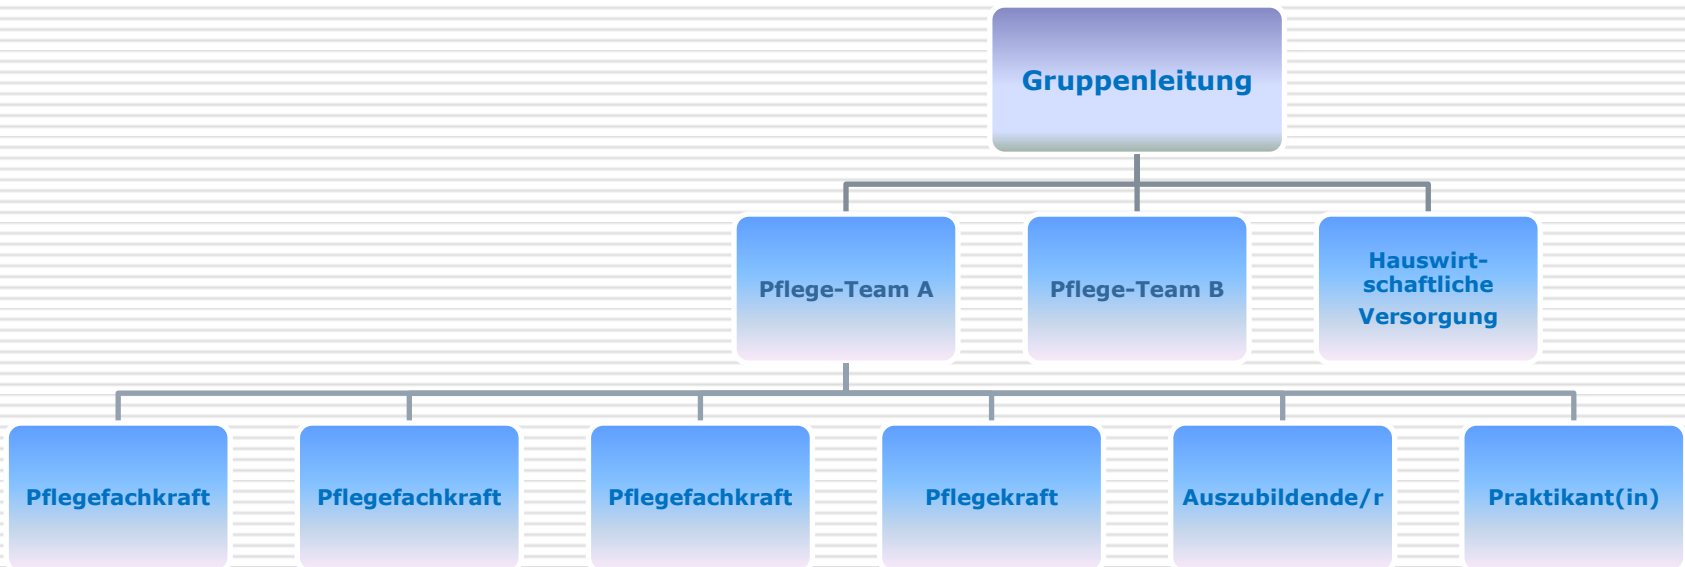 Gruppenleitung
Pflege-Team A
Pflege-Team B
Hauswirt-
schaftliche
Versorgung
Pflegefachkraft
Pflegefachkraft
Pflegefachkraft
Pflegekraft
Auszubildende/r
Praktikant(in)